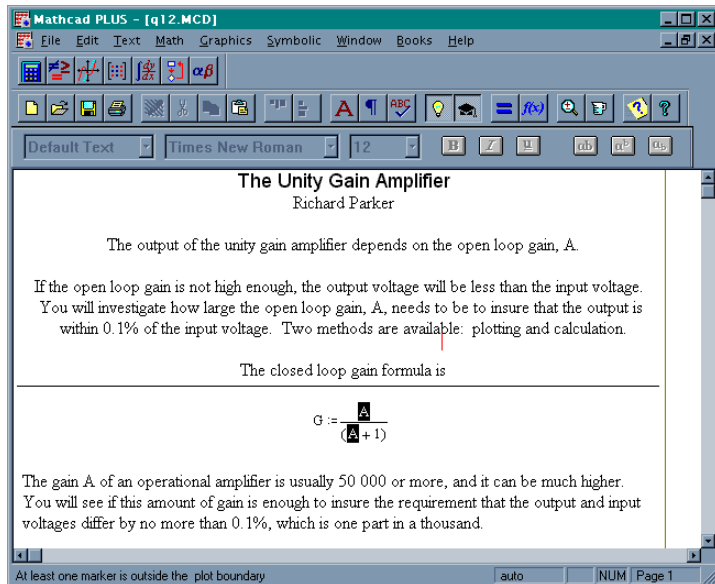 Mathcad PLUS - [q12.MCD]
File Edit Text Math Graphics Symbolic Window Books Help
αβ
A ¶ ABC f(x) ?
Default Text Times New Roman 12 B I u ab
The Unity Gain Amplifier
Richard Parker
The output of the unity gain amplifier depends on the open loop gain, A.
If the open loop gain is not high enough, the output voltage will be less than the input voltage.
You will investigate how large the open loop gain, A, needs to be to insure that the output is
within 0.1% of the input voltage. Two methods are available: plotting and calculation.
The closed loop gain formula is
A
G :=
(A + 1)
The gain A of an operational amplifier is usually 50 000 or more, and it can be much higher.
You will see if this amount of gain is enough to insure the requirement that the output and input
voltages differ by no more than 0.1%, which is one part in a thousand.
At least one marker is outside the plot boundary auto NUM Page 1